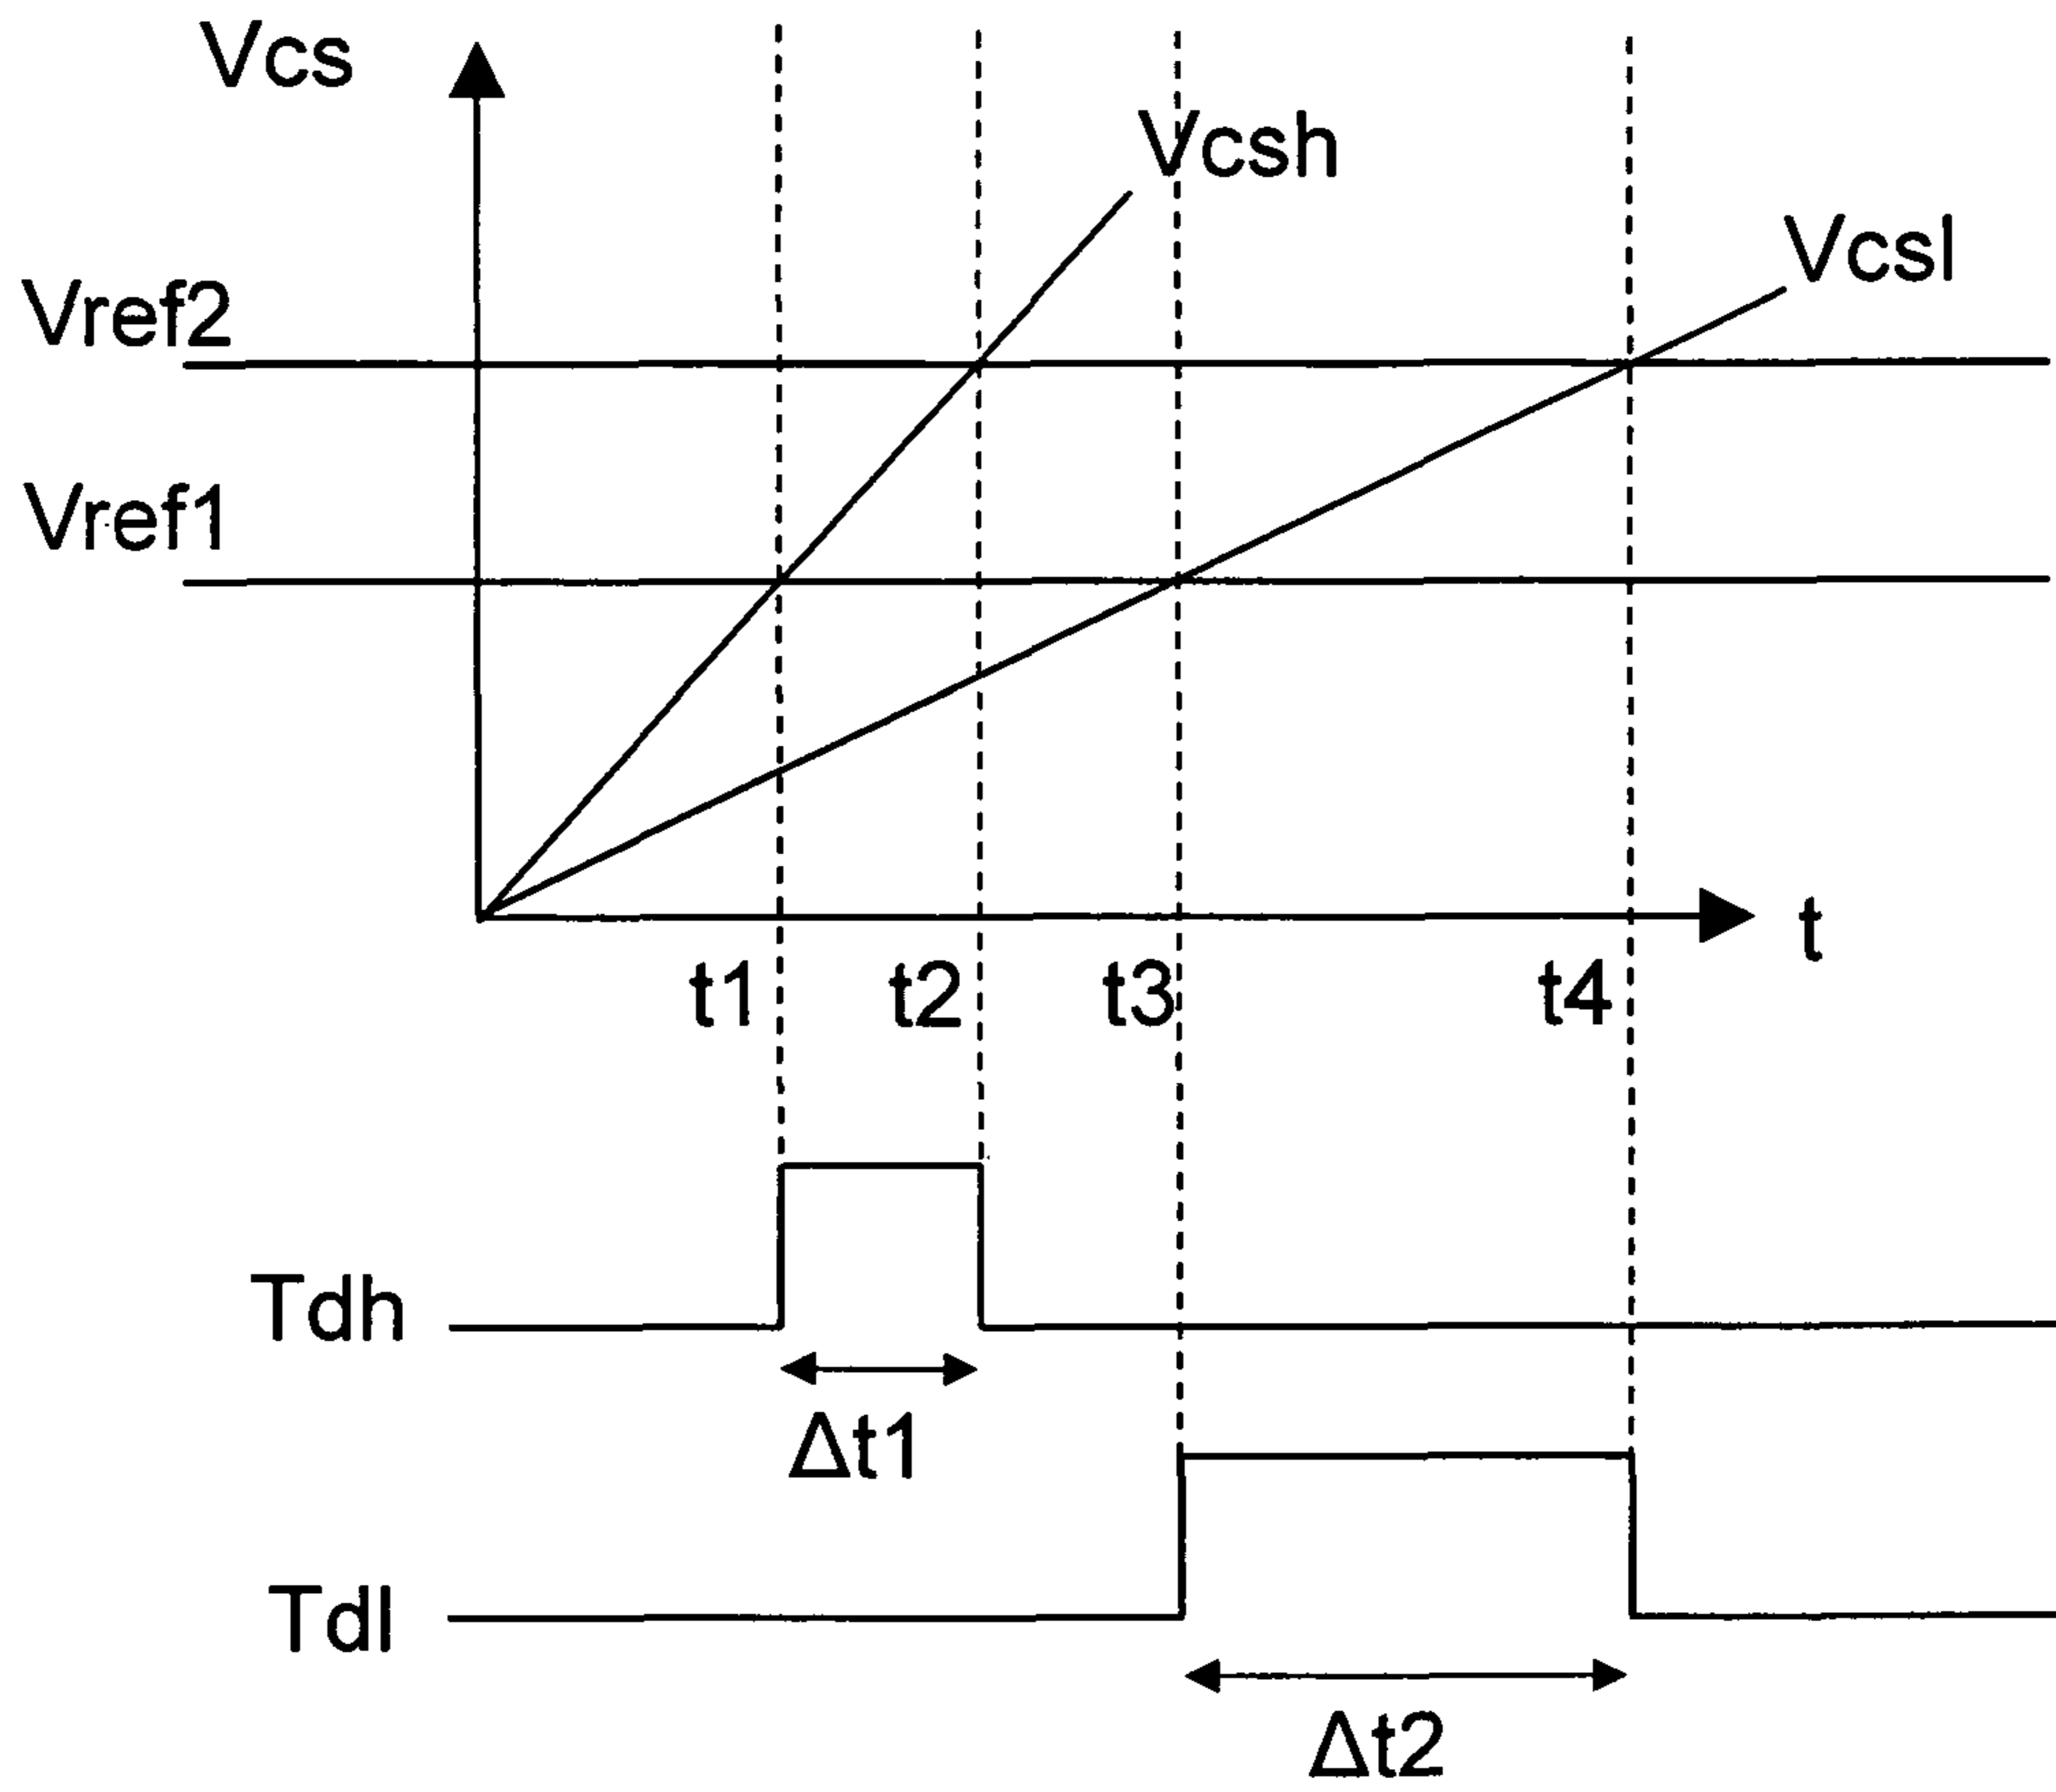 Vcs
Vcsh
Vcsl
Vref2
Vref1
t
t1 t2 t3 t4
Tdh
Δt1
Tdl
Δt2